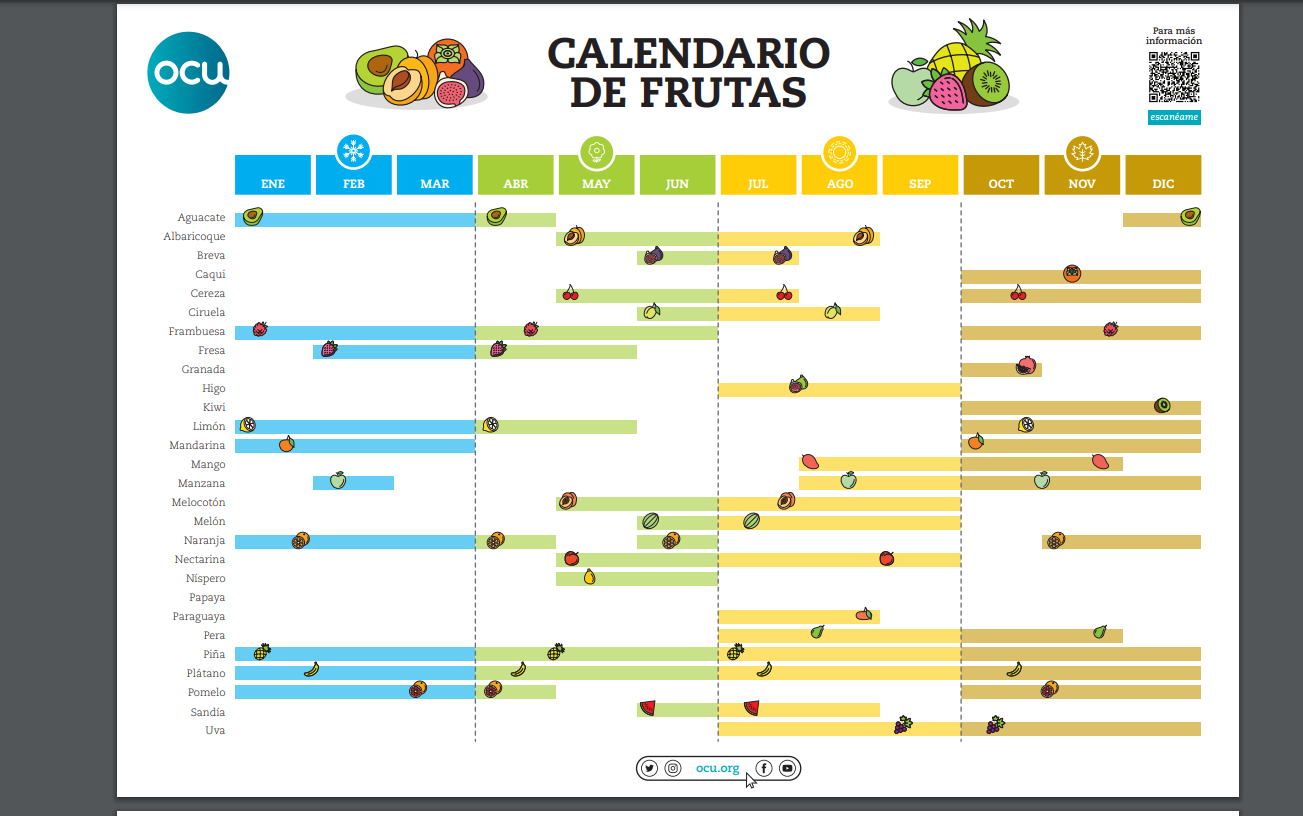 ocu
CALENDARIO
DE FRUTAS
Para más
información
escanéame
ENE FEB MAR ABR MAY JUN JUL AGO SEP OCT NOV DIC
Aguacate
Albaricoque
Breva
Caqui
Cereza
Ciruela
Frambuesa
Fresa
Granada
Higo
Kiwi
Limón
Mandarina
Mango
Manzana
Melocotón
Melón
Naranja
Nectarina
Níspero
Papaya
Paraguaya
Pera
Piña
Plátano
Pomelo
Sandía
Uva
ocu.org